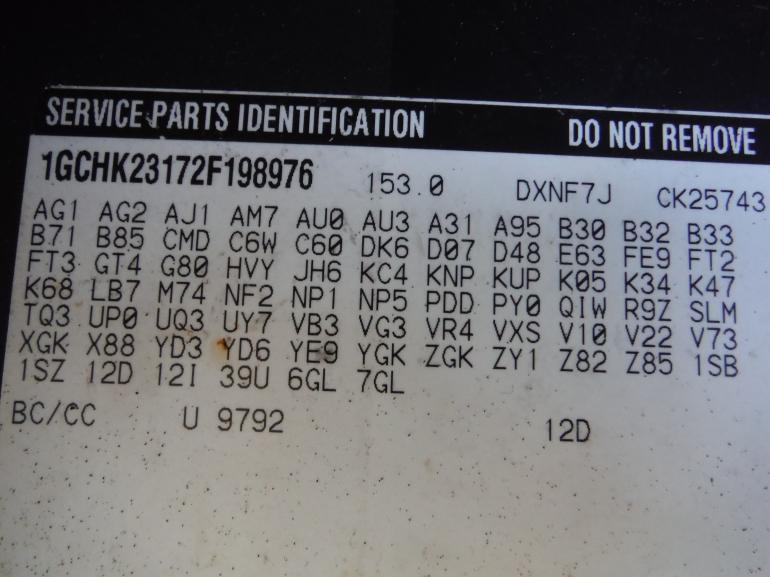 SERVICE PARTS IDENTIFICATION DO NOT REMOVE
1GCHK23172F198976 153.0 DXNF7J CK25743
AG1 AG2 AJ1 AM7 AU0 AU3 A31 A95 B30 B32 B33
B71 B85 CMD C6W C60 DK6 D07 D48 E63 FE9 FT2
FT3 GT4 G80 HVY JH6 KC4 KNP KUP K05 K34 K47
K68 LB7 M74 NF2 NP1 NP5 PDD PY0 QIW R9Z SLM
TQ3 UP0 UQ3 UY7 VB3 VG3 VR4 VXS V10 V22 V73
XGK X88 YD3 YD6 YE9 YGK ZGK ZY1 Z82 Z85 1SB
1SZ 12D 12I 39U 6GL 7GL
BC/CC U 9792 12D